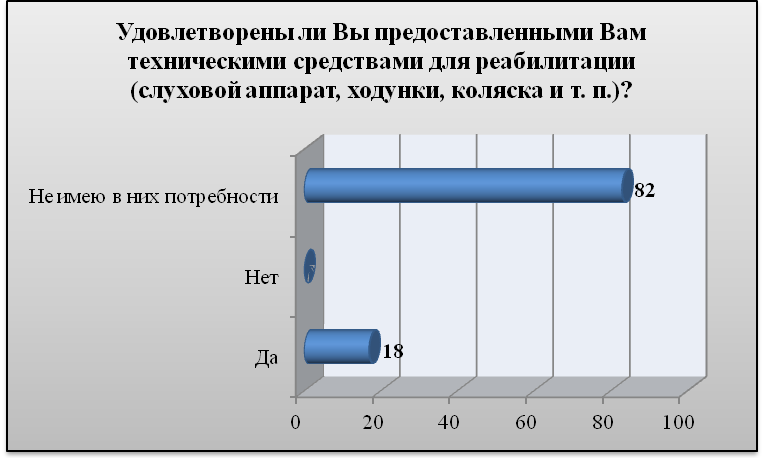 Удовлетворены ли Вы предоставленными Вам
техническими средствами для реабилитации
(слуховой аппарат, ходунки, коляска и т. п.)?
Не имею в них потребности
82
Нет
Да
18
0 20 40 60 80 100